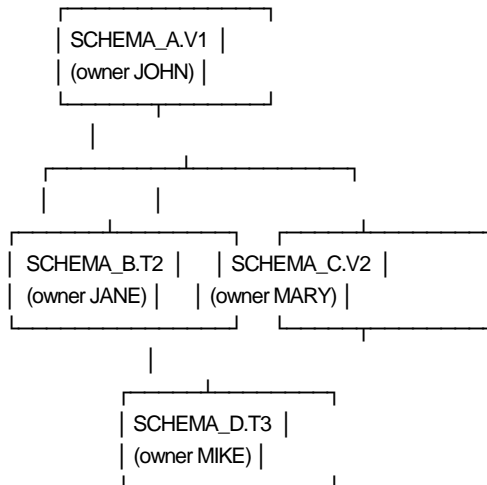 SCHEMA_A.V1
(owner JOHN)
SCHEMA_B.T2 SCHEMA_C.V2
(owner JANE) (owner MARY)
SCHEMA_D.T3
(owner MIKE)